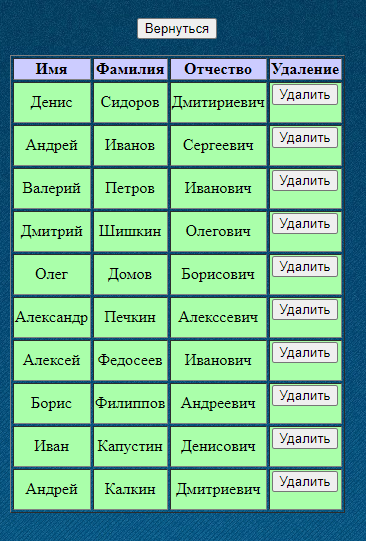 Вернуться
Имя Фамилия Отчество Удаление
Денис Сидоров Дмитириевич Удалить
Андрей Иванов Сергеевич Удалить
Валерий Петров Иванович Удалить
Дмитрий Шишкин Олегович Удалить
Олег Домов Борисович Удалить
Александр Печкин Алекссевич Удалить
Алексей Федосеев Иванович Удалить
Борис Филиппов Андреевич Удалить
Иван Капустин Денисович Удалить
Андрей Калкин Дмитриевич Удалить